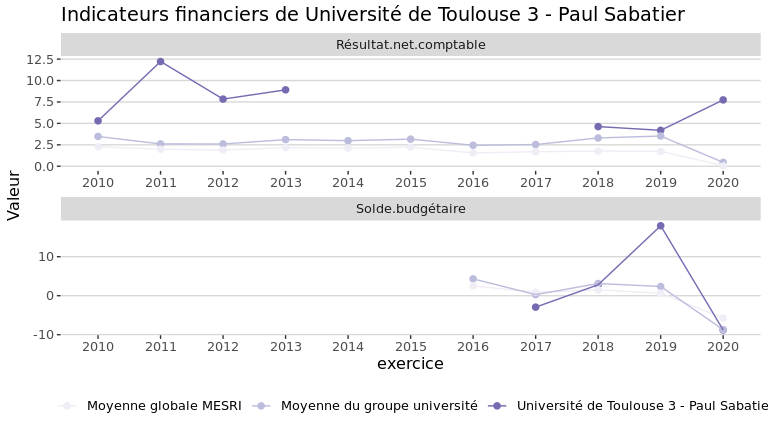 Indicateurs financiers de Université de Toulouse 3 - Paul Sabatier
Résultat.net.comptable
12.5
10.0
7.5
5.0
2.5
0.0
2010 2011 2012 2013 2014 2015 2016 2017 2018 2019 2020
Valeur
Solde.budgétaire
10
0
-10
2010 2011 2012 2013 2014 2015 2016 2017 2018 2019 2020
exercice
Moyenne globale MESRI Moyenne du groupe université Université de Toulouse 3 - Paul Sabatie